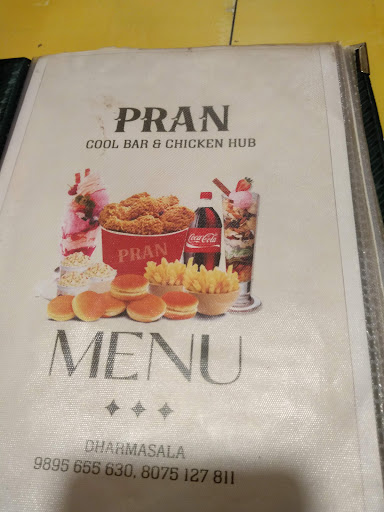 PRAN
COOL BAR & CHICKEN HUB
PRAN
Coca-Cola
MENU
DHARMASALA
9895 655 630, 8075 127 811